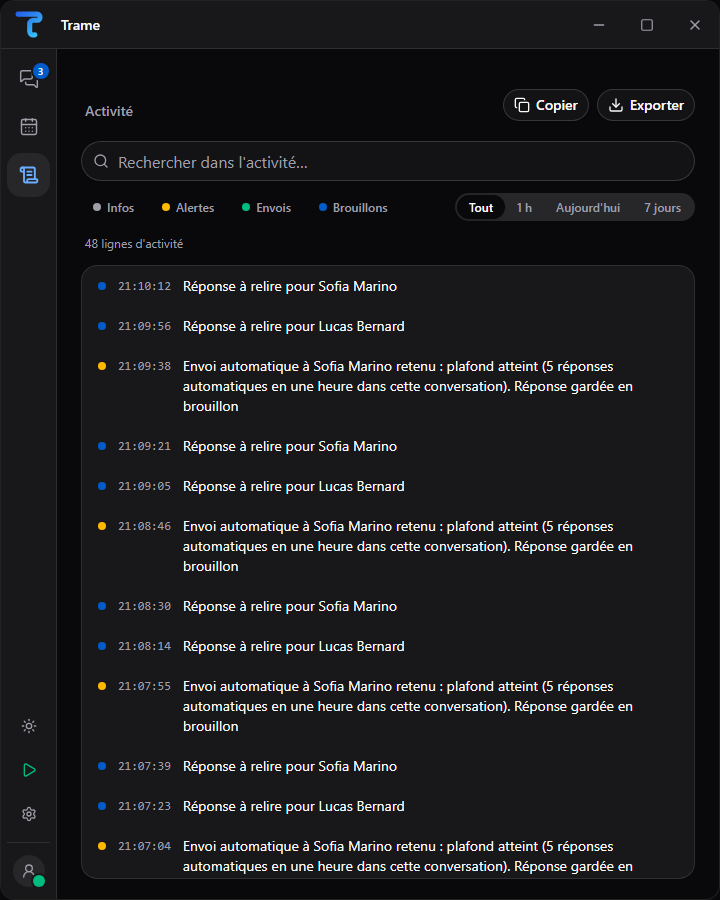 Trame
3
Activité
Copier
Exporter
Rechercher dans l'activité...
Infos
Alertes
Envois
Brouillons
Tout
1 h
Aujourd'hui
7 jours
48 lignes d'activité
21:10:12 Réponse à relire pour Sofia Marino
21:09:56 Réponse à relire pour Lucas Bernard
21:09:38 Envoi automatique à Sofia Marino retenu : plafond atteint (5 réponses
automatiques en une heure dans cette conversation). Réponse gardée en
brouillon
21:09:21 Réponse à relire pour Sofia Marino
21:09:05 Réponse à relire pour Lucas Bernard
21:08:46 Envoi automatique à Sofia Marino retenu : plafond atteint (5 réponses
automatiques en une heure dans cette conversation). Réponse gardée en
brouillon
21:08:30 Réponse à relire pour Sofia Marino
21:08:14 Réponse à relire pour Lucas Bernard
21:07:55 Envoi automatique à Sofia Marino retenu : plafond atteint (5 réponses
automatiques en une heure dans cette conversation). Réponse gardée en
brouillon
21:07:39 Réponse à relire pour Sofia Marino
21:07:23 Réponse à relire pour Lucas Bernard
21:07:04 Envoi automatique à Sofia Marino retenu : plafond atteint (5 réponses
automatiques en une heure dans cette conversation). Réponse gardée en